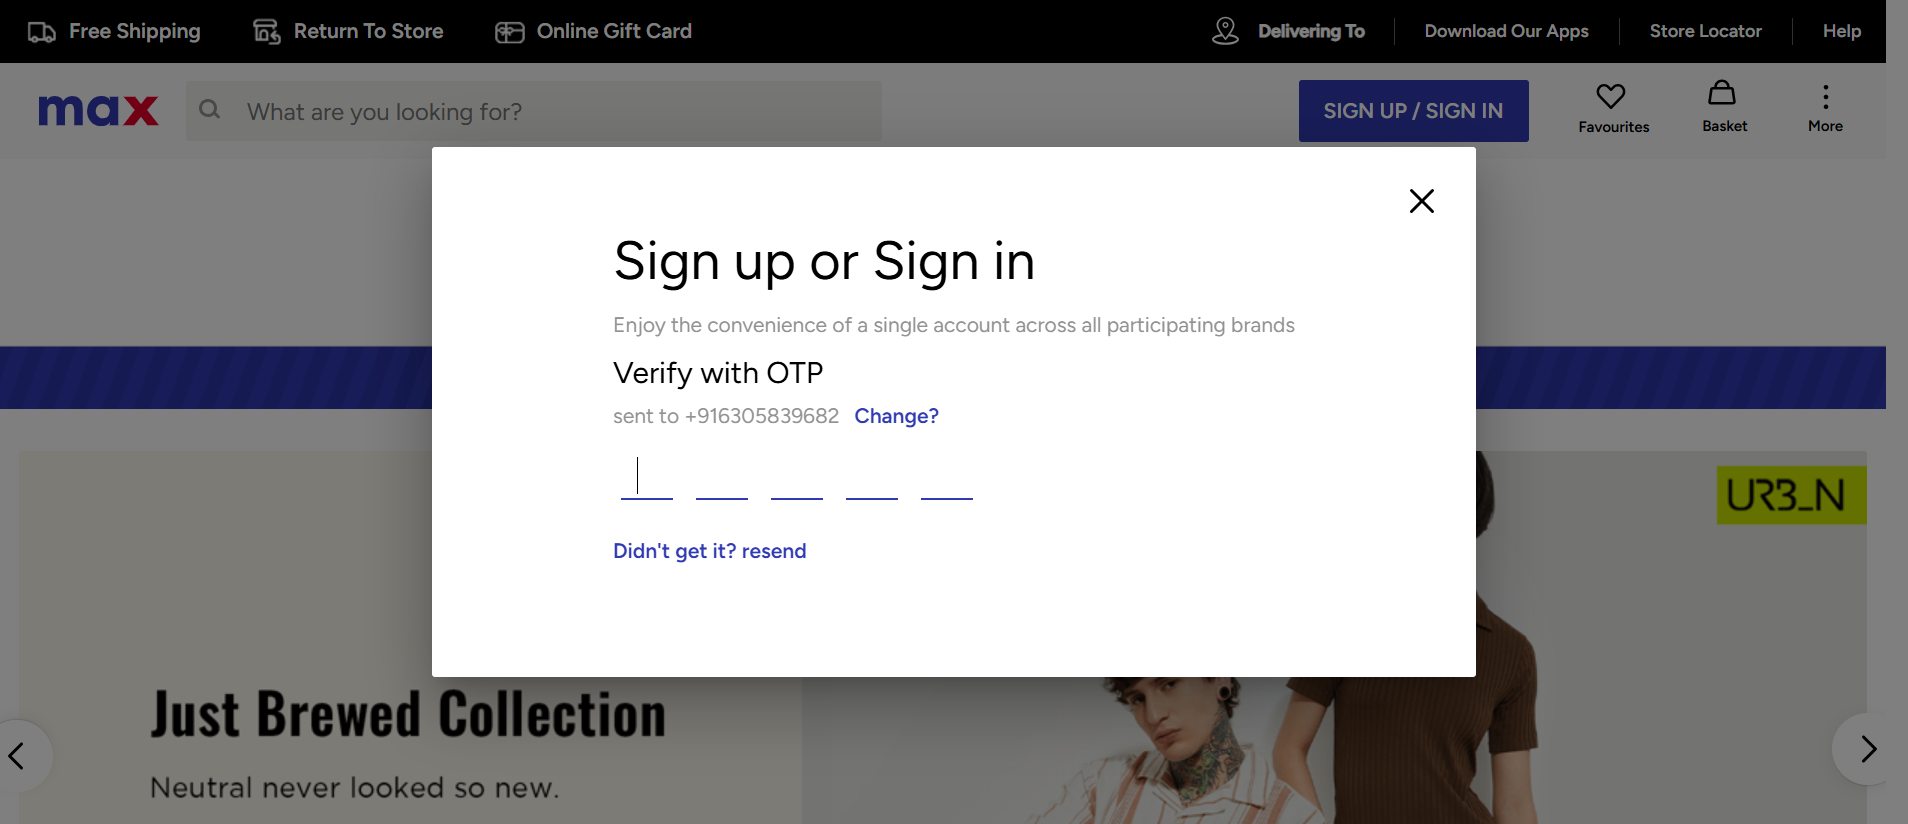 Free Shipping
Return To Store
Online Gift Card
Delivering To
Download Our Apps
Store Locator
Help
max
What are you looking for?
SIGN UP / SIGN IN
Favourites
Basket
More
Sign up or Sign in
Enjoy the convenience of a single account across all participating brands
Verify with OTP
sent to +916305839682 Change?
Didn't get it? resend
URB_N
Just Brewed Collection
Neutral never looked so new.